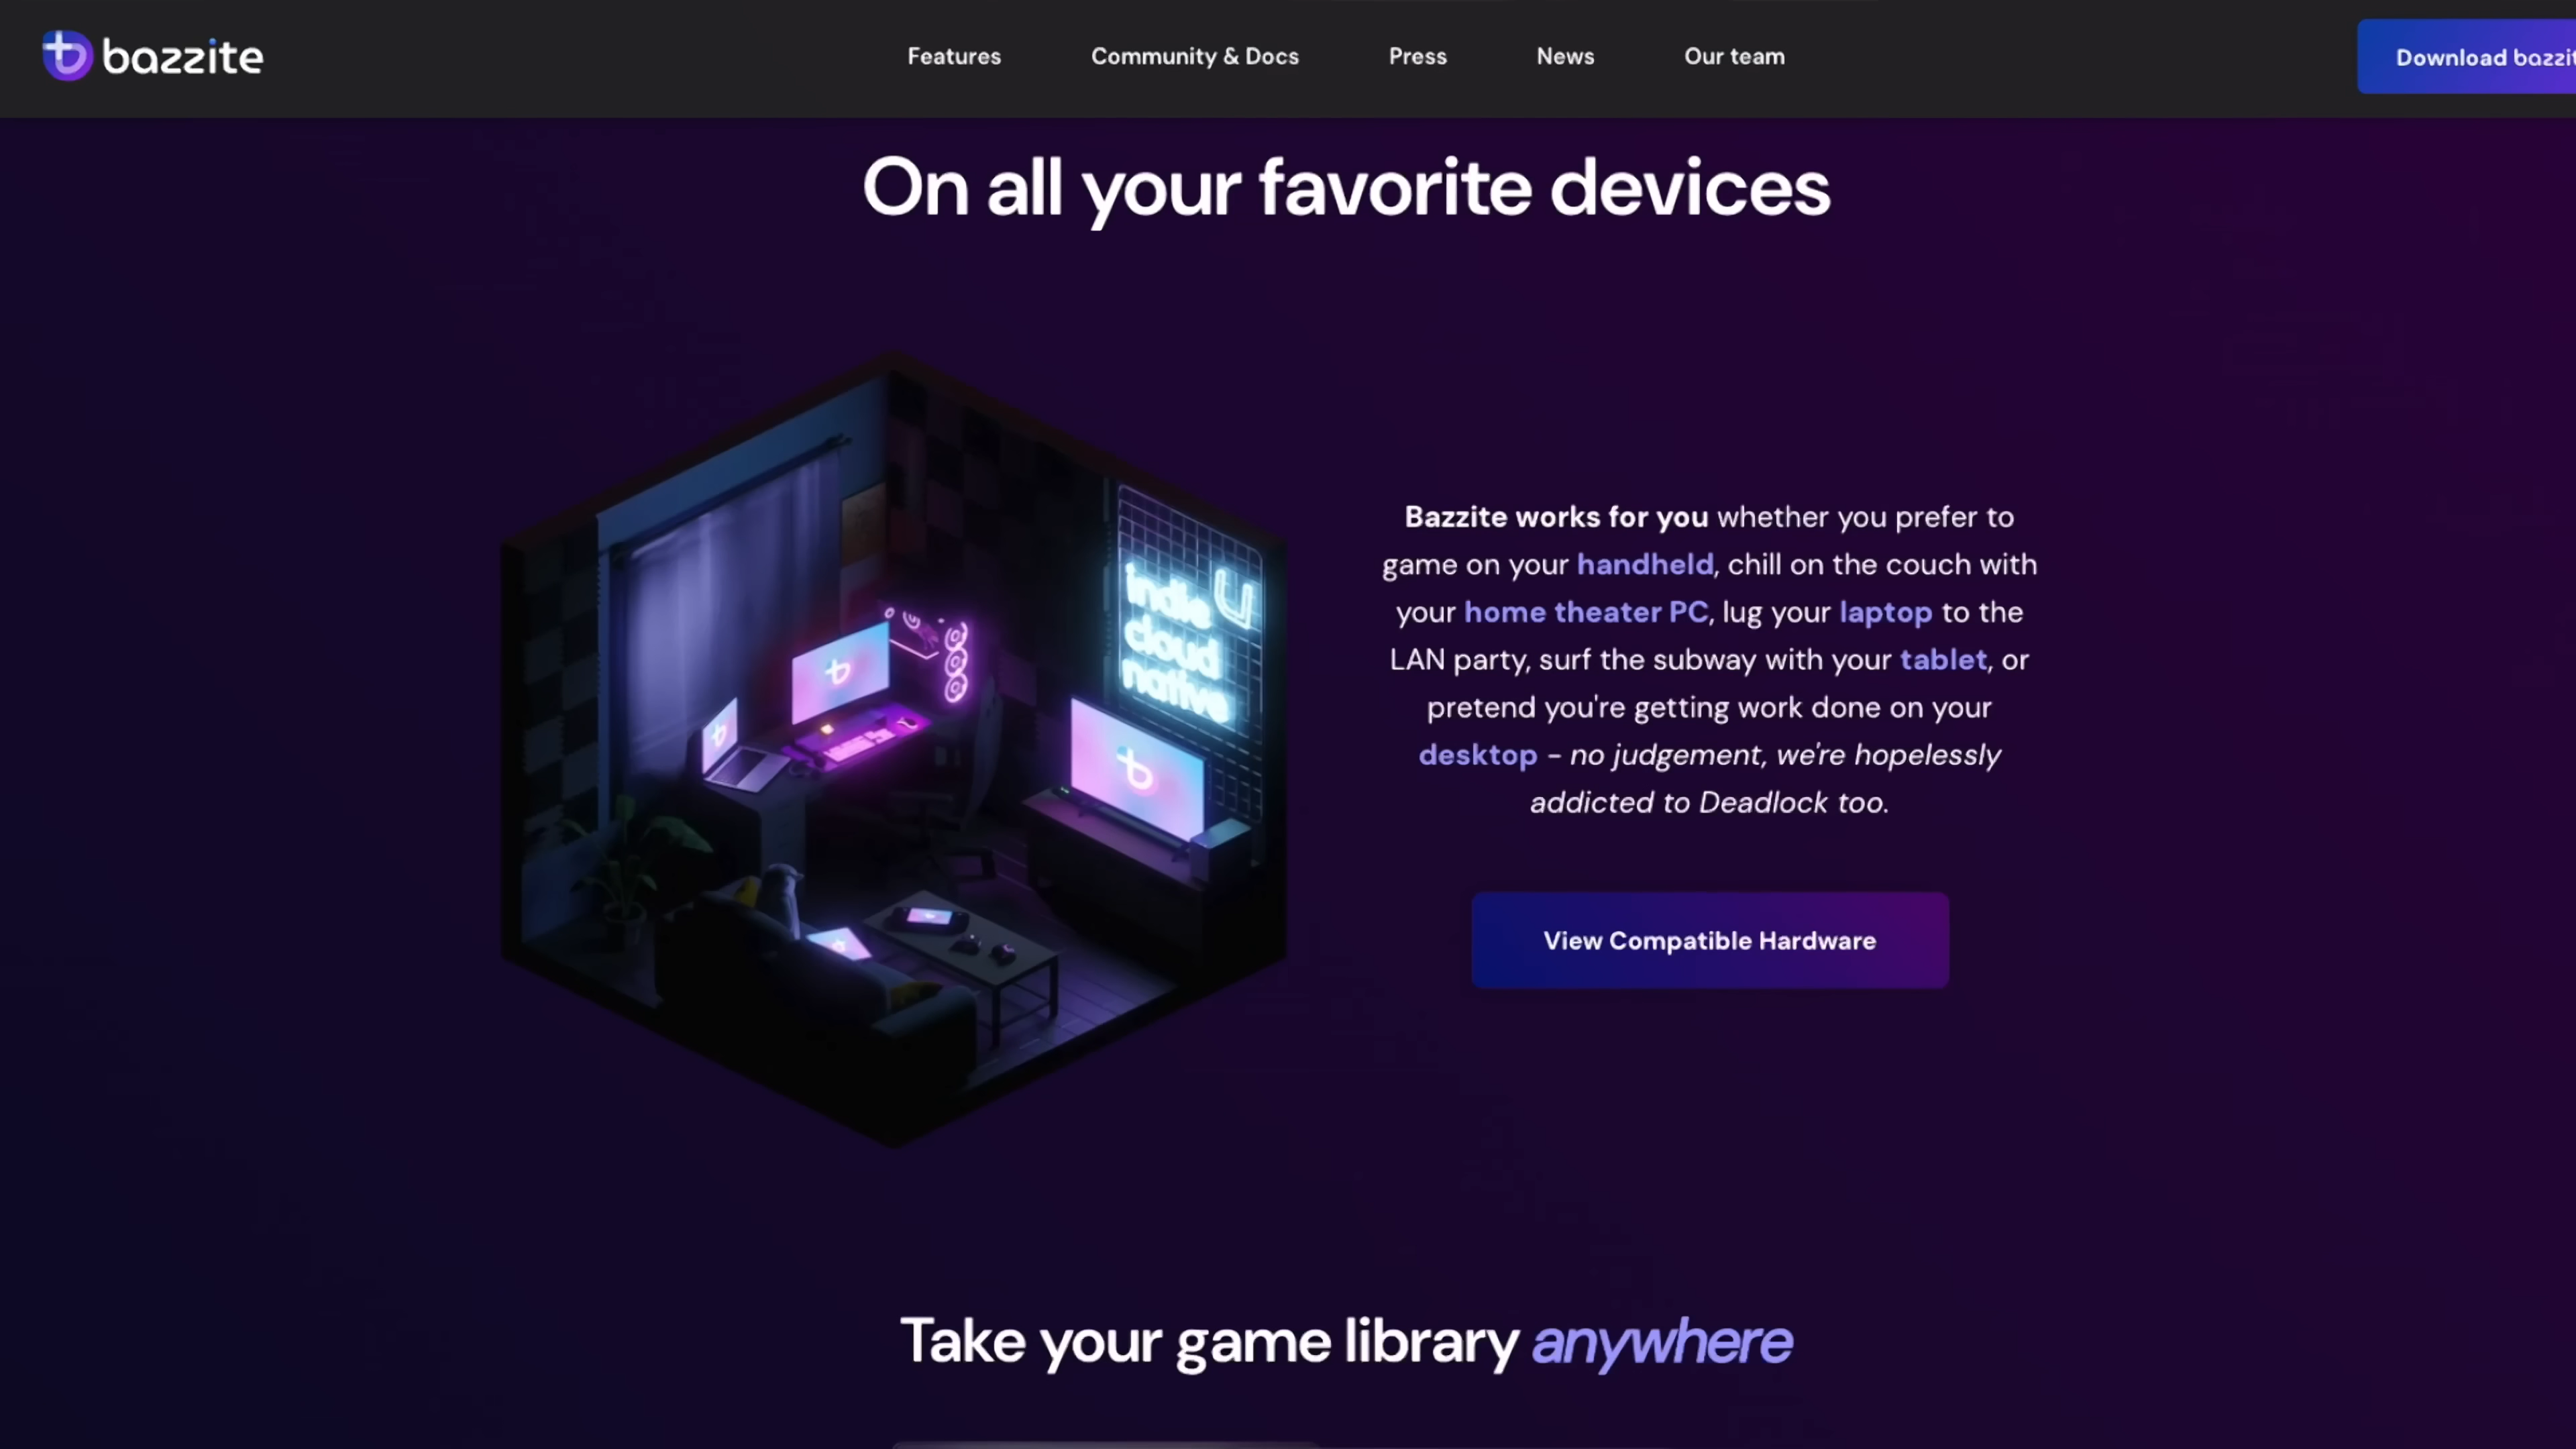 bazzite
Features
Community & Docs
Press
News
Our team
Download
On all your favorite devices
indie
cloud
native
Bazzite works for you whether you prefer to
game on your handheld, chill on the couch with
your home theater PC, lug your laptop to the
LAN party, surf the subway with your tablet, or
pretend you're getting work done on your
desktop - no judgement, we're hopelessly
addicted to Deadlock too.
View Compatible Hardware
Take your game library anywhere